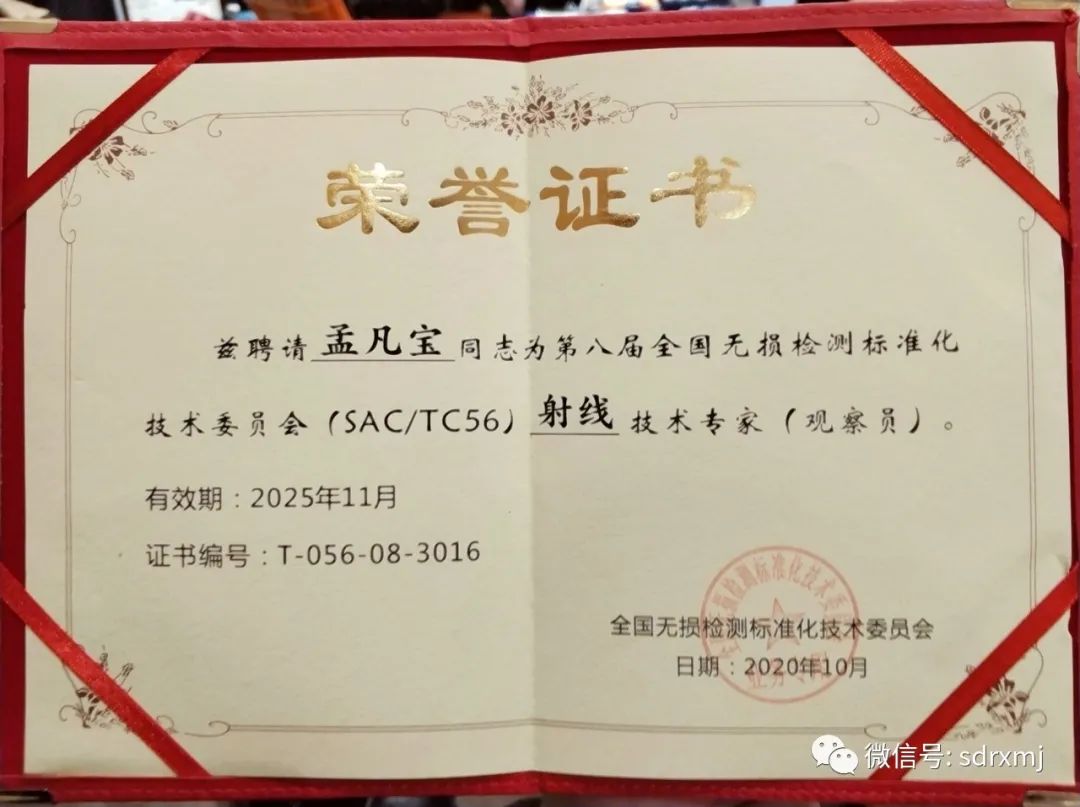 荣誉证书
兹聘请孟凡宝同志为第八届全国无损检测标准化
技术委员会(SAC/TC56)射线技术专家(观察员)。
有效期：2025年11月
证书编号：T-056-08-3016
全国无损检测标准化技术委员会
日期：2020年10月
微信号: sdrxmj